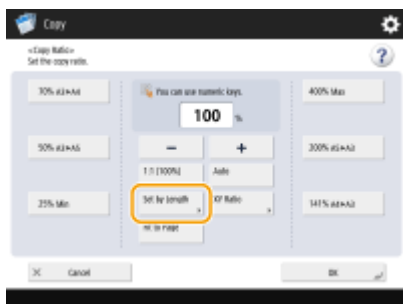 Copy
<Copy Ratio>
Set the copy ratio.
You can use numeric keys.
100 %
70% A3▶A4
400% Max
50% A3▶A5
−
+
200% A5▶A3
1:1 [100%]
Auto
25% Min
Set by Length
XY Ratio
141% A4▶A3
Fit to Page
Cancel
OK